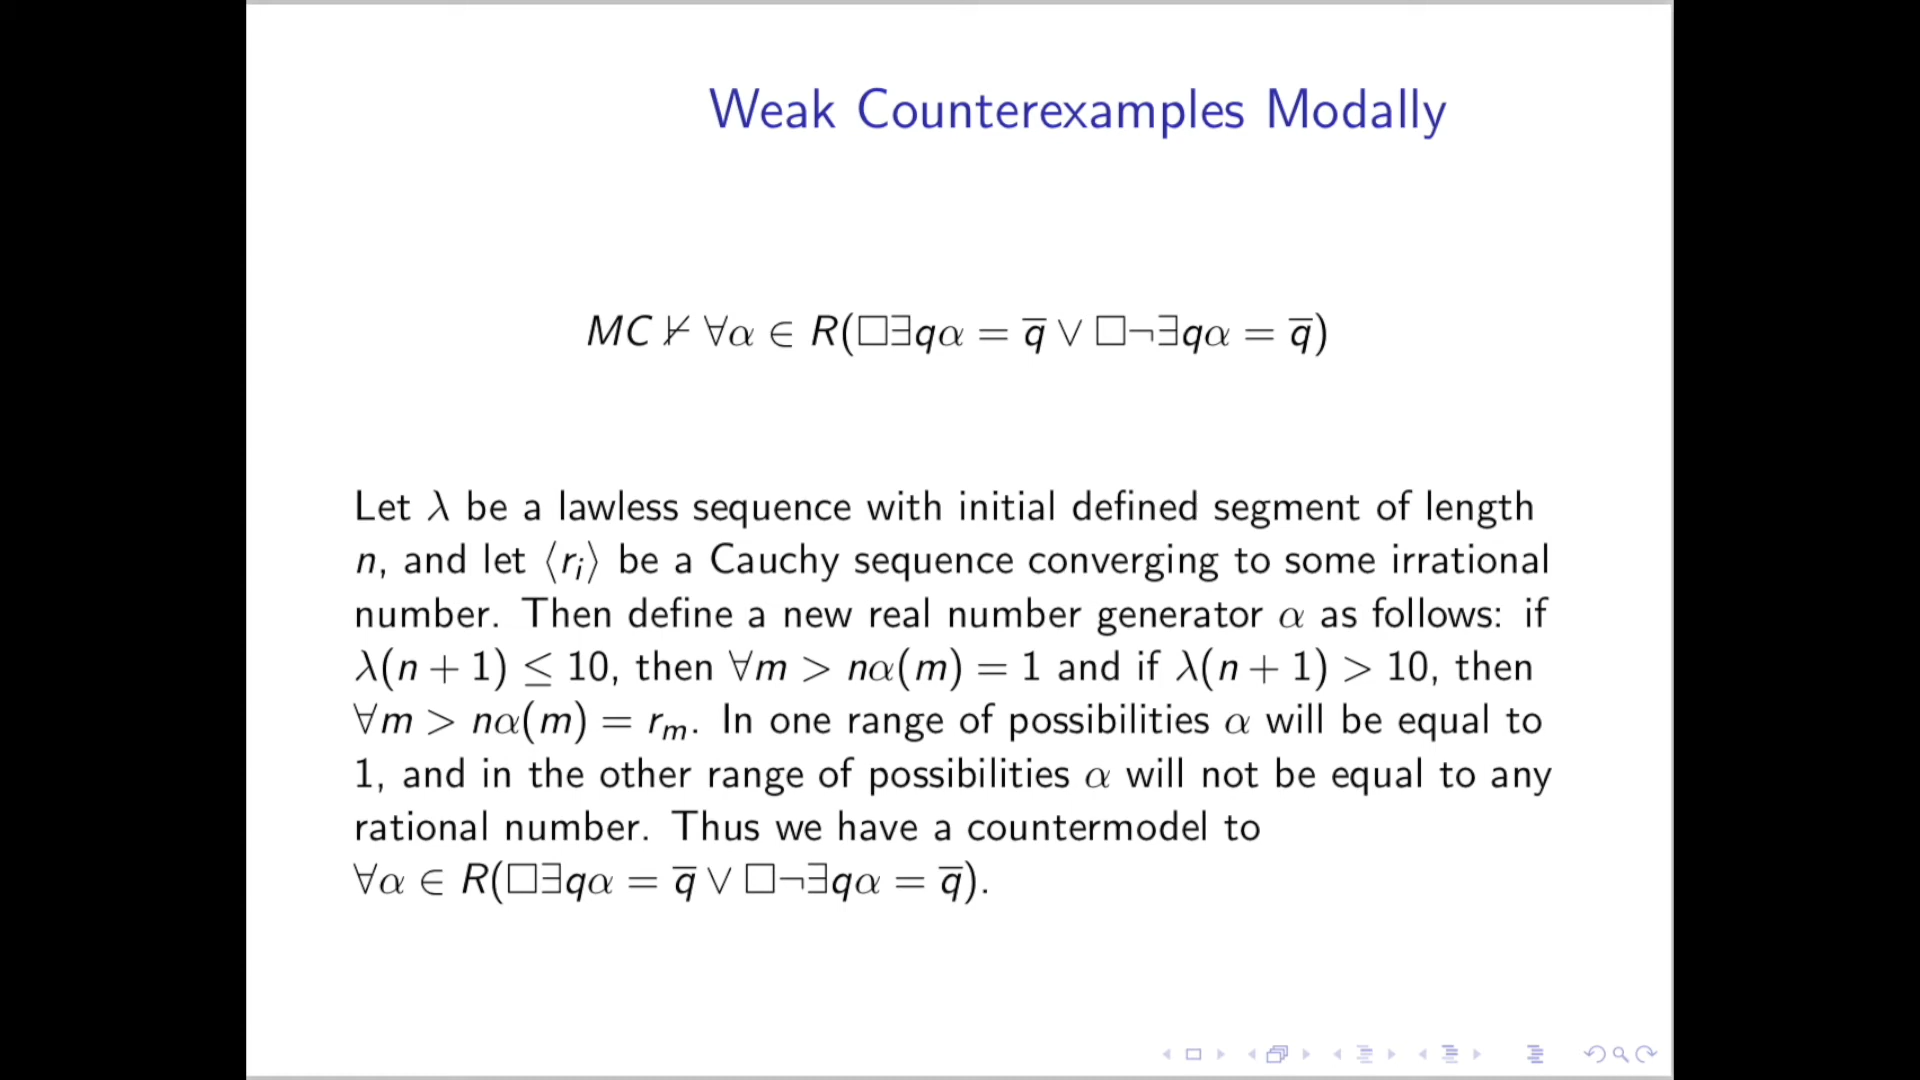 Weak Counterexamples Modally
MC ⊬ ∀α ∈ R(□∃qα = q̅ ∨ □¬∃qα = q̅)
Let λ be a lawless sequence with initial defined segment of length
n, and let ⟨rᵢ⟩ be a Cauchy sequence converging to some irrational
number. Then define a new real number generator α as follows: if
λ(n + 1) ≤ 10, then ∀m > nα(m) = 1 and if λ(n + 1) > 10, then
∀m > nα(m) = rₘ. In one range of possibilities α will be equal to
1, and in the other range of possibilities α will not be equal to any
rational number. Thus we have a countermodel to
∀α ∈ R(□∃qα = q̅ ∨ □¬∃qα = q̅).